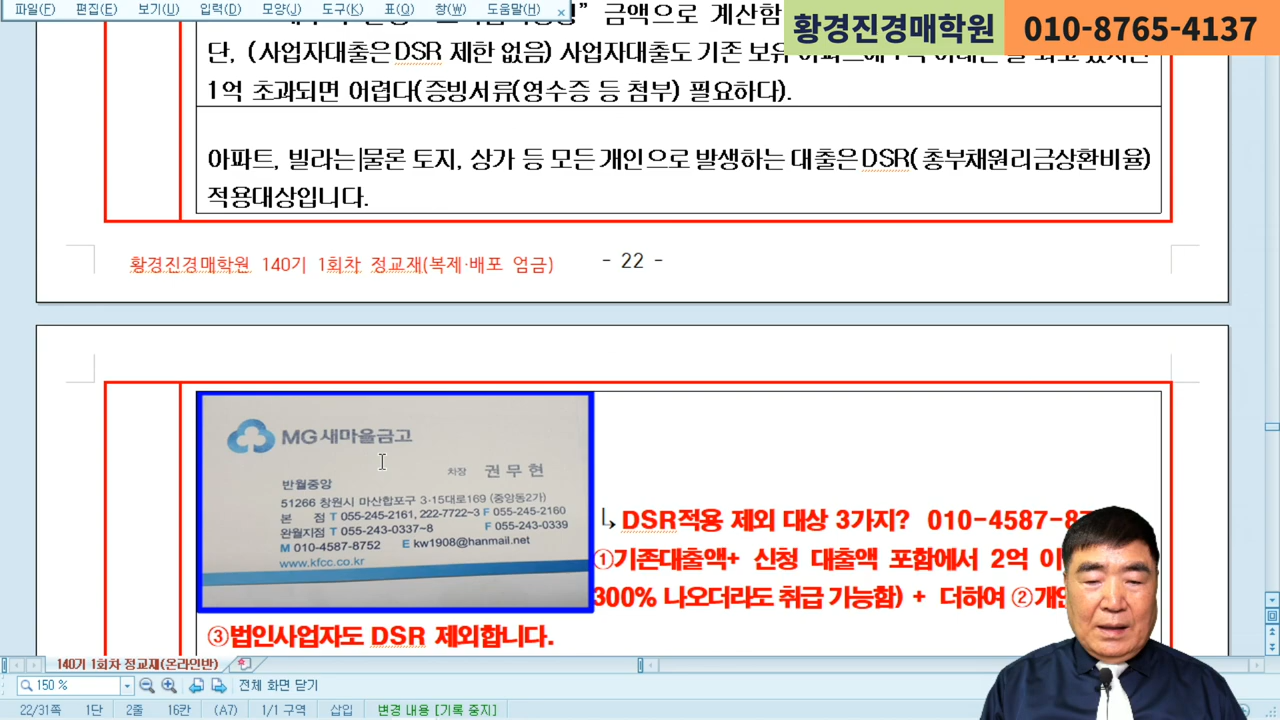 파일(F) 편집(E) 보기(U) 입력(D) 모양(J) 도구(K) 표(Q) 창(W) 도움말(H)
황경진경매학원 010-8765-4137
금액으로 계산함
단, (사업자대출은 DSR 제한 없음) 사업자대출도 기존 보유
1억 초과되면 어렵다(증빙서류(영수증 등 첨부) 필요하다).
아파트, 빌라는 물론 토지, 상가 등 모든 개인으로 발생하는 대출은 DSR(총부채원리금상환비율)
적용대상입니다.
황경진경매학원 140기 1회차 정교재(복제·배포 엄금) - 22 -
MG새마을금고
차장 권무현
반월중앙
51266 창원시 마산합포구 3·15대로169 (중앙동2가)
본 점 T 055-245-2161, 222-7722~3 F 055-245-2160
완월지점 T 055-243-0337~8 F 055-243-0339
M 010-4587-8752 E kw1908@hanmail.net
www.kfcc.co.kr
↳ DSR적용 제외 대상 3가지? 010-4587-87
①기존대출액+ 신청 대출액 포함에서 2억
300% 나오더라도 취급 가능함) + 더하여 ②개인
③법인사업자도 DSR 제외합니다.
140기 1회차 정교재(온라인반)
150 % 전체 화면 닫기
22/31쪽 1단 2줄 16칸 (A7) 1/1 구역 삽입 변경 내용 [기록 중지]